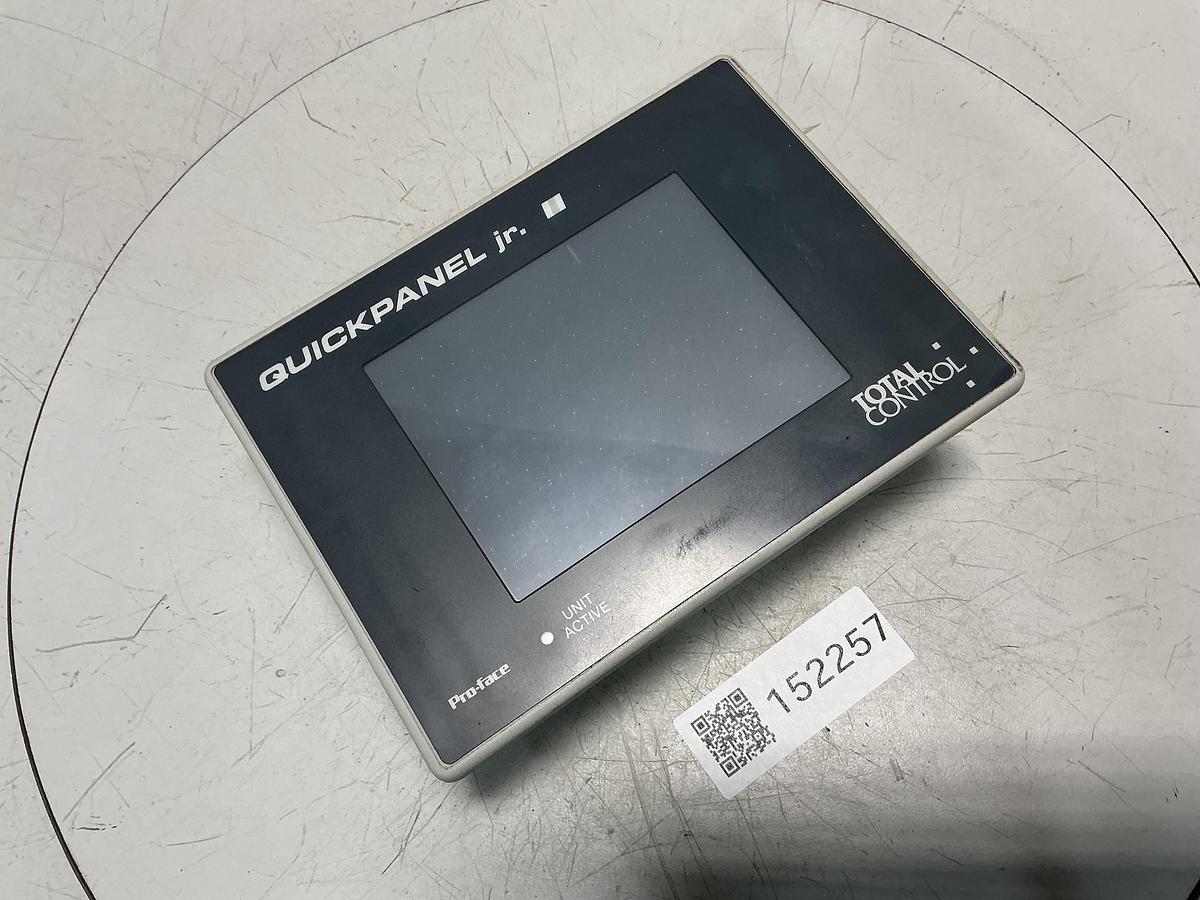 QUICKPANEL jr.
TOTAL
CONTROL
UNIT
ACTIVE
Pro-face
152257